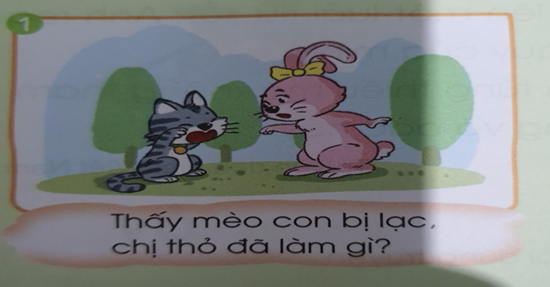 1
Thấy mèo con bị lạc,
chị thỏ đã làm gì?